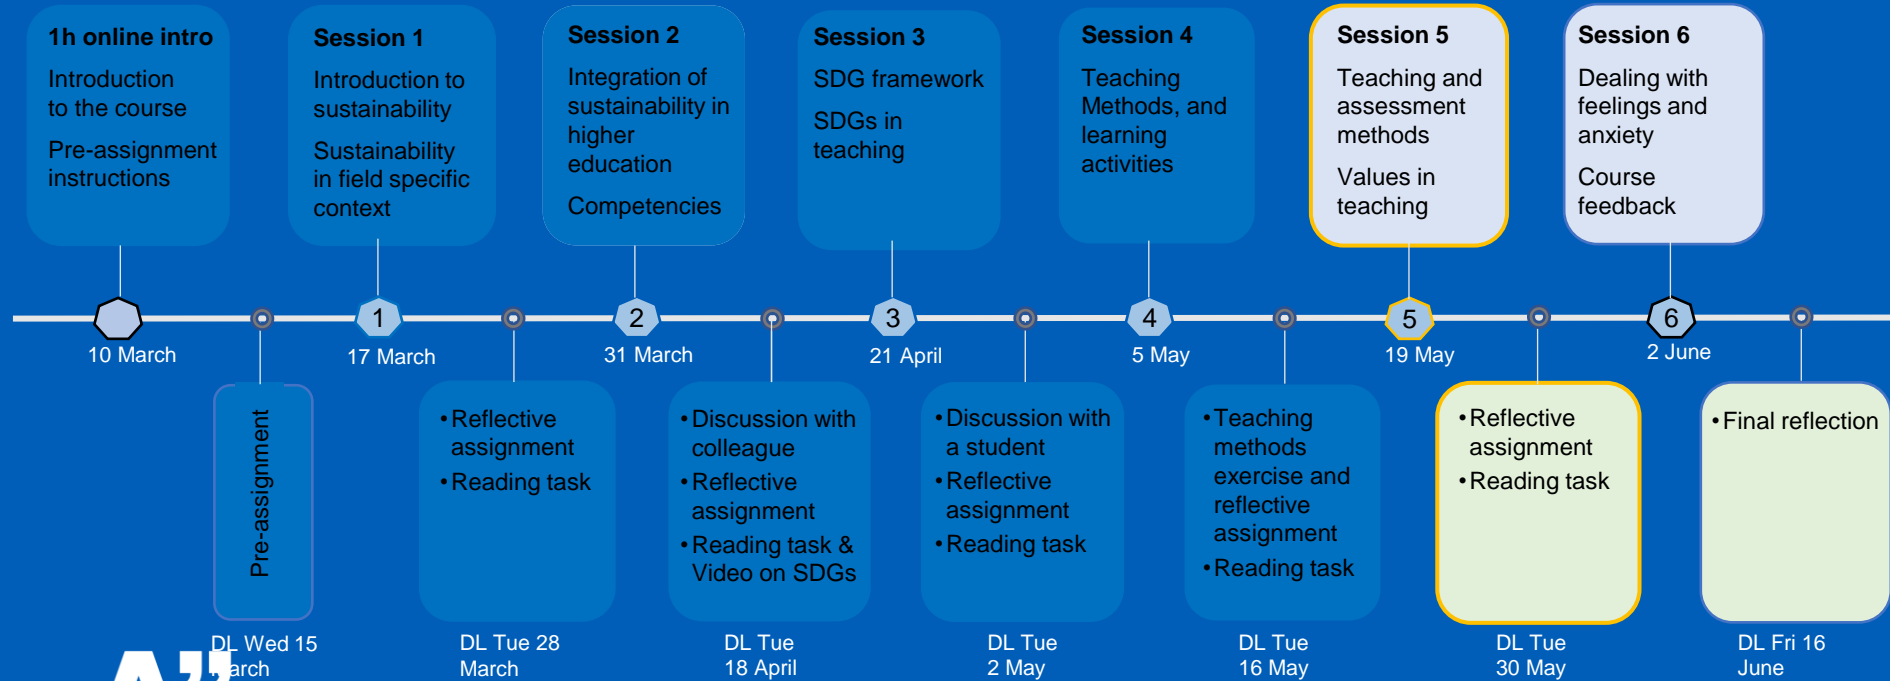 1h online intro
Introduction
to the course
Pre-assignment
instructions
Session 1
Introduction to
sustainability
Sustainability
in field specific
context
Session 2
Integration of
sustainability in
higher
education
Competencies
Session 3
SDG framework
SDGs in
teaching
Session 4
Teaching
Methods, and
learning
activities
Session 5
Teaching and
assessment
methods
Values in
teaching
Session 6
Dealing with
feelings and
anxiety
Course
feedback
1
2
3
4
5
6
10 March
17 March
31 March
21 April
5 May
19 May
2 June
Pre-assignment
• Reflective
assignment
• Reading task
• Discussion with
colleague
• Reflective
assignment
• Reading task &
Video on SDGs
• Discussion with
a student
• Reflective
assignment
• Reading task
• Teaching
methods
exercise and
reflective
assignment
• Reading task
• Reflective
assignment
• Reading task
• Final reflection
DL Wed 15
March
DL Tue 28
March
DL Tue
18 April
DL Tue
2 May
DL Tue
16 May
DL Tue
30 May
DL Fri 16
June
A”